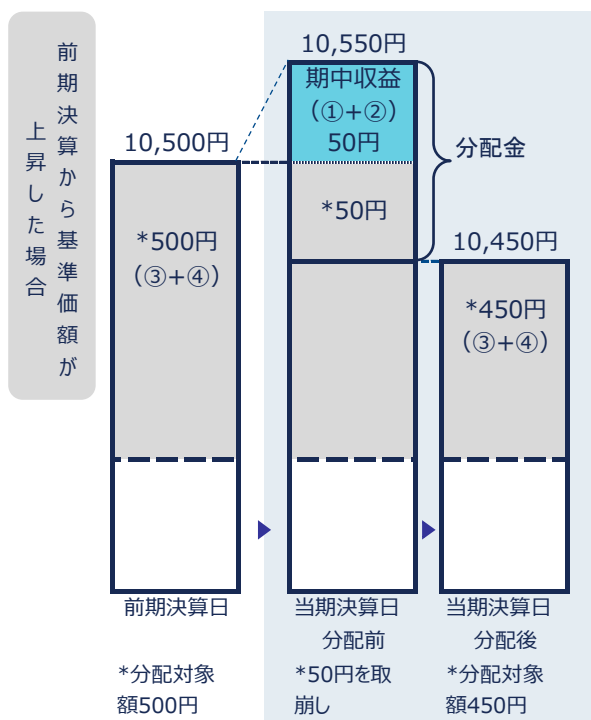 前期決算から基準価額が
上昇した場合
10,500円
*500円
（③+④）
10,550円
期中収益
（①+②）
50円
*50円
分配金
10,450円
*450円
（③+④）
前期決算日
*分配対象
額500円
当期決算日
分配前
*50円を取
崩し
当期決算日
分配後
*分配対象
額450円